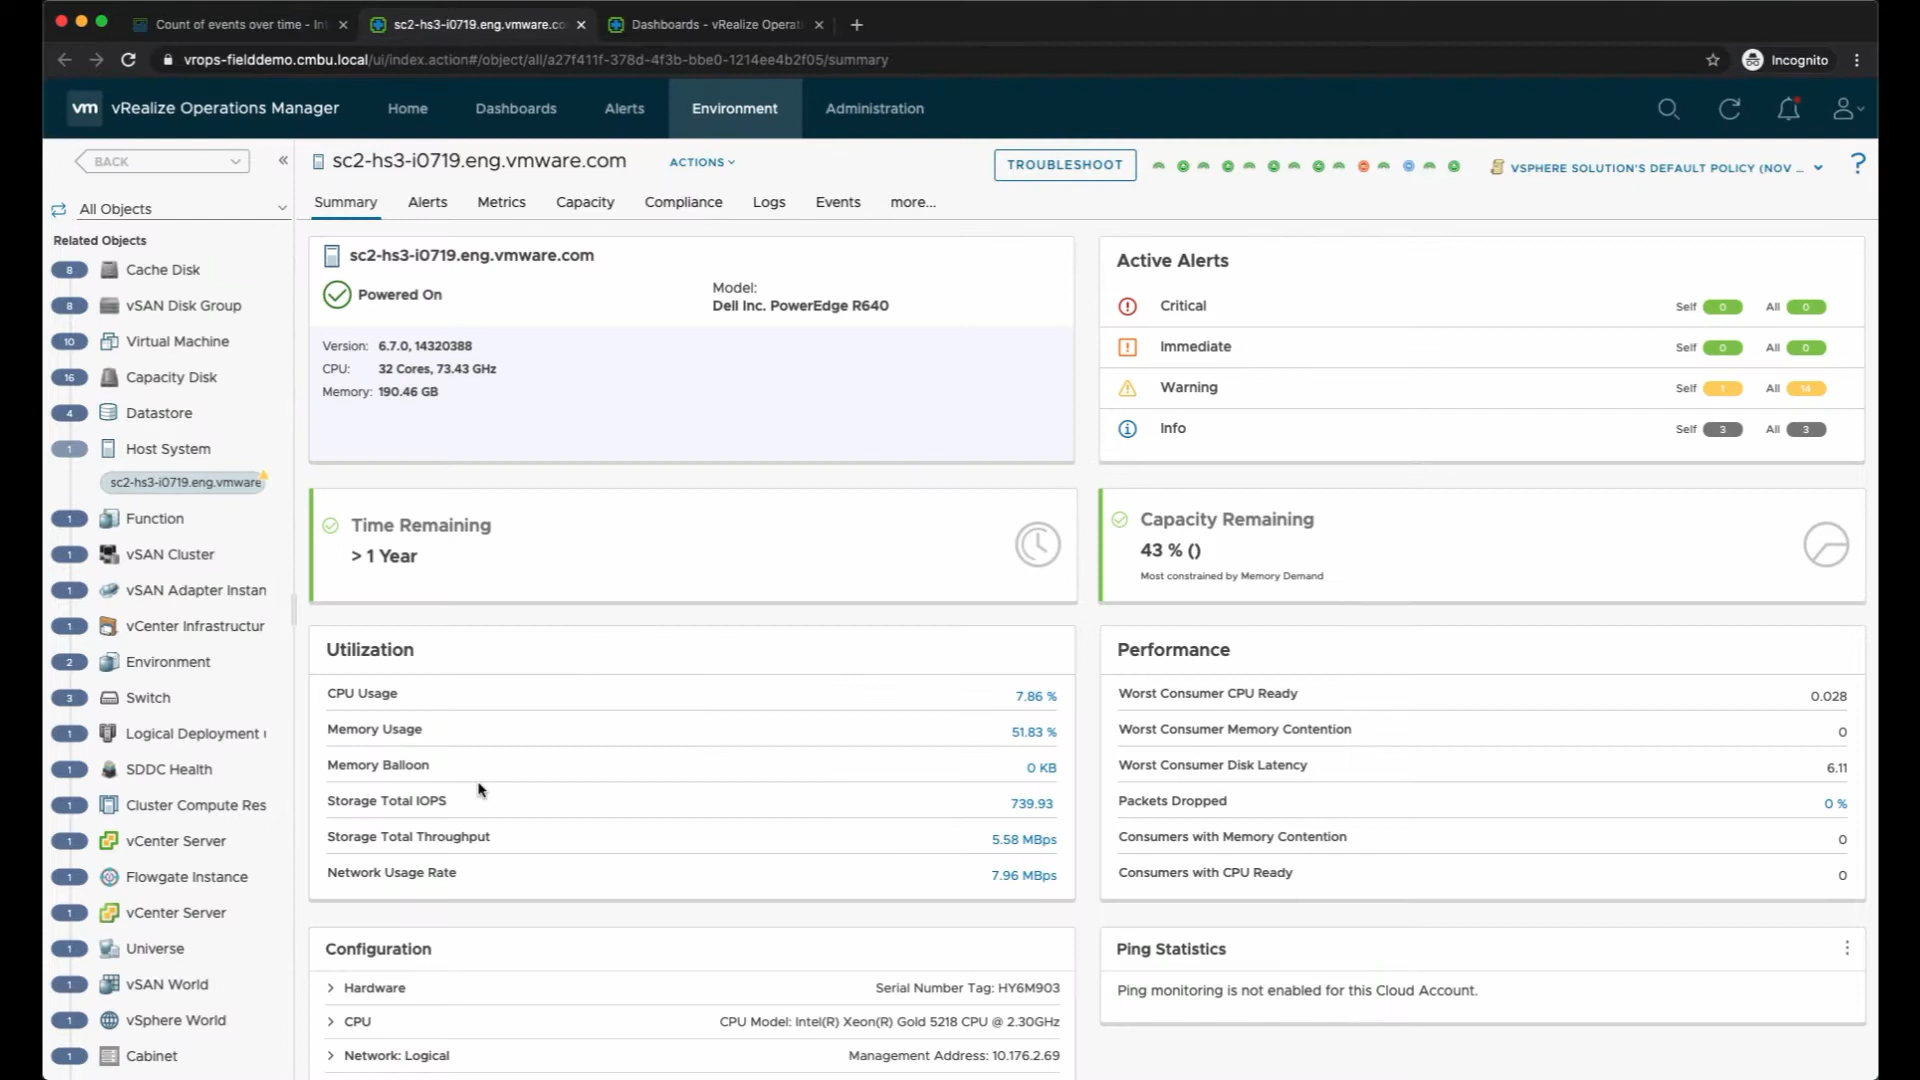 Count of events over time - In
sc2-hs3-i0719.eng.vmware.co
Dashboards - vRealize Operat
vrops-fielddemo.cmbu.local/ui/index.action#/object/all/a27f411f-378d-4f3b-bbe0-1214ee4b2f05/summary
Incognito
vm vRealize Operations Manager Home Dashboards Alerts Environment Administration
BACK
«
sc2-hs3-i0719.eng.vmware.com
ACTIONS
TROUBLESHOOT
VSPHERE SOLUTION'S DEFAULT POLICY (NOV ...
?
All Objects
Summary Alerts Metrics Capacity Compliance Logs Events more...
Related Objects
8 Cache Disk
8 vSAN Disk Group
10 Virtual Machine
16 Capacity Disk
4 Datastore
1 Host System
sc2-hs3-i0719.eng.vmware
1 Function
1 vSAN Cluster
1 vSAN Adapter Instan
1 vCenter Infrastructur
2 Environment
3 Switch
1 Logical Deployment
1 SDDC Health
1 Cluster Compute Res
1 vCenter Server
1 Flowgate Instance
1 vCenter Server
1 Universe
1 vSAN World
1 vSphere World
1 Cabinet
sc2-hs3-i0719.eng.vmware.com
Powered On
Model:
Dell Inc. PowerEdge R640
Version: 6.7.0, 14320388
CPU: 32 Cores, 73.43 GHz
Memory: 190.46 GB
Active Alerts
Critical Self 0 All 0
Immediate Self 0 All 0
Warning Self 1 All 14
Info Self 3 All 3
Time Remaining
> 1 Year
Capacity Remaining
43 % ()
Most constrained by Memory Demand
Utilization
CPU Usage 7.86 %
Memory Usage 51.83 %
Memory Balloon 0 KB
Storage Total IOPS 739.93
Storage Total Throughput 5.58 MBps
Network Usage Rate 7.96 MBps
Performance
Worst Consumer CPU Ready 0.028
Worst Consumer Memory Contention 0
Worst Consumer Disk Latency 6.11
Packets Dropped 0 %
Consumers with Memory Contention 0
Consumers with CPU Ready 0
Configuration
Hardware Serial Number Tag: HY6M903
CPU CPU Model: Intel(R) Xeon(R) Gold 5218 CPU @ 2.30GHz
Network: Logical Management Address: 10.176.2.69
Ping Statistics
Ping monitoring is not enabled for this Cloud Account.